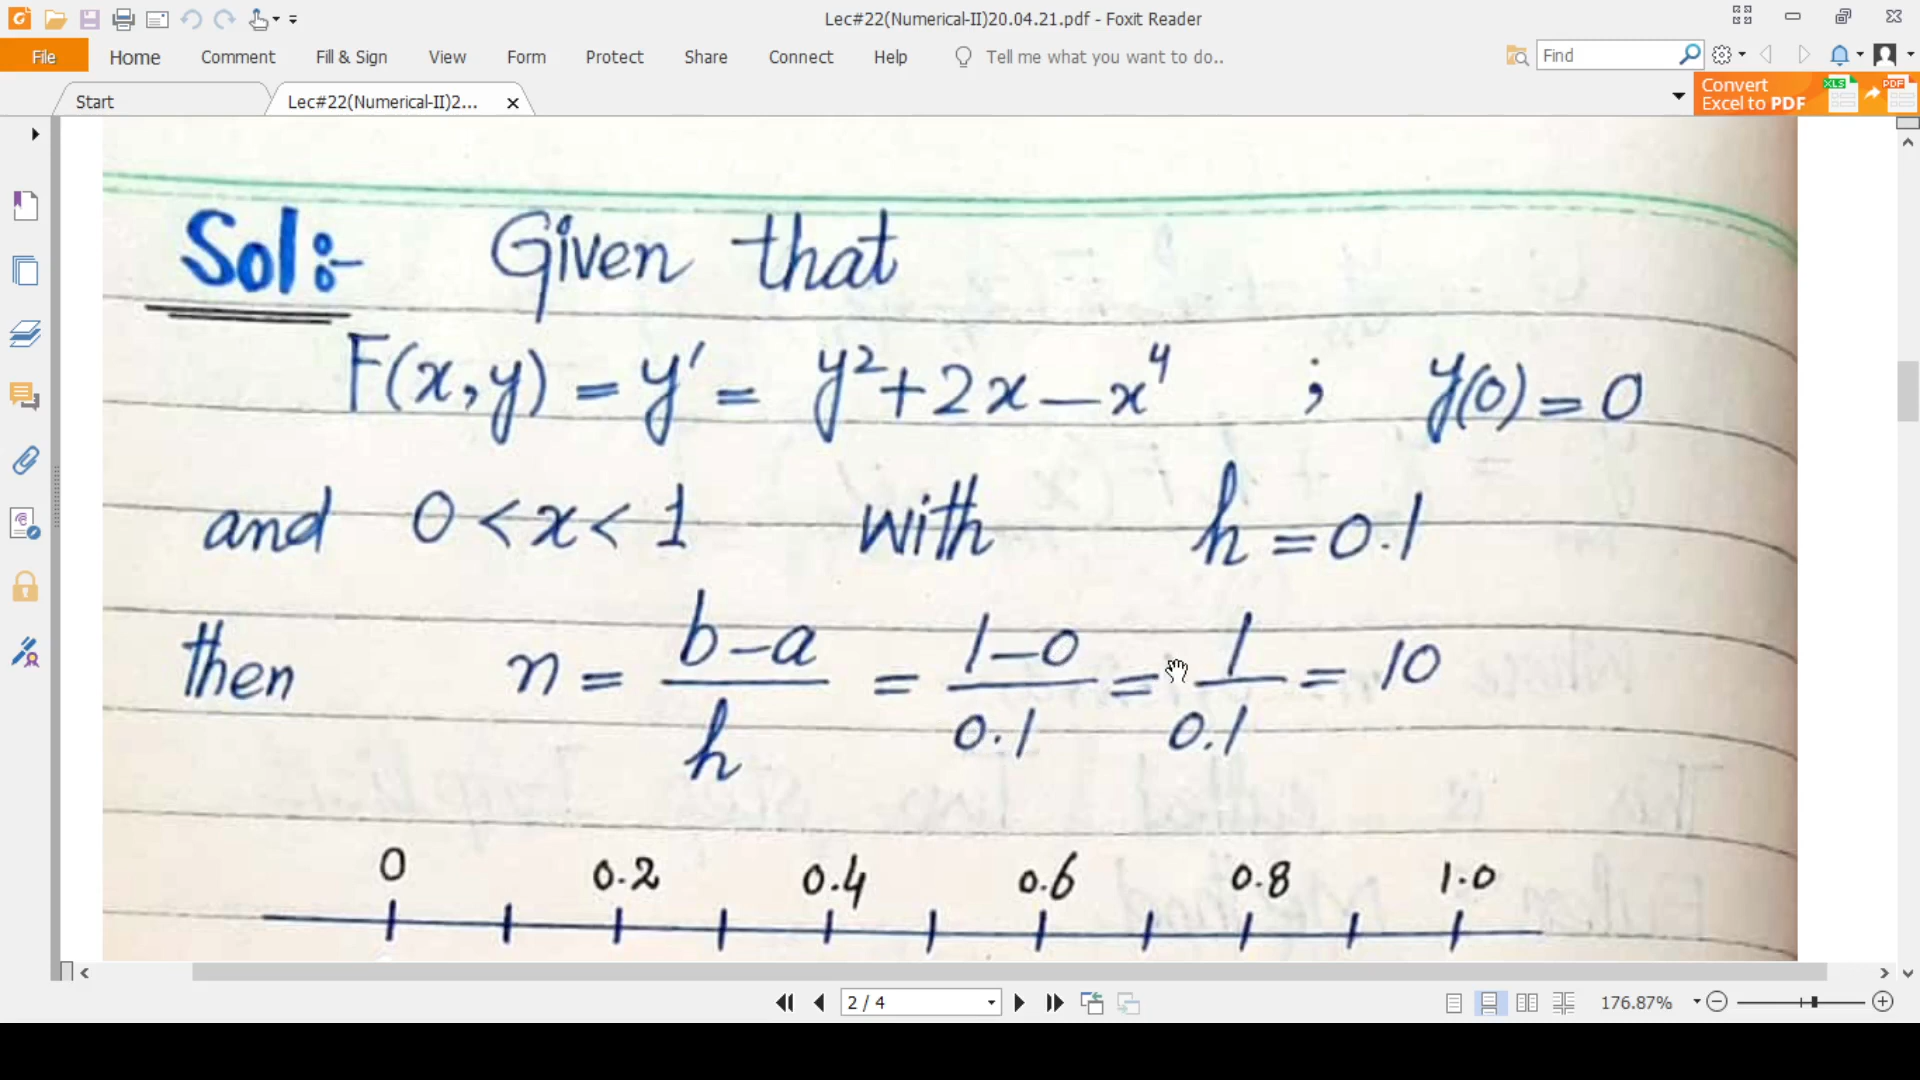 Lec#22(Numerical-II)20.04.21.pdf - Foxit Reader
File Home Comment Fill & Sign View Form Protect Share Connect Help Tell me what you want to do.. Find
Start Lec#22(Numerical-II)2...
Convert
Excel to PDF
XLS PDF
Sol:- Given that
F(x,y) = y' = y²+2x-x⁴ ; y(0)=0
and 0<x<1 with h=0.1
then n = b-a/h = 1-0/0.1 = 1/0.1 = 10
0 0.2 0.4 0.6 0.8 1.0
2 / 4 176.87%